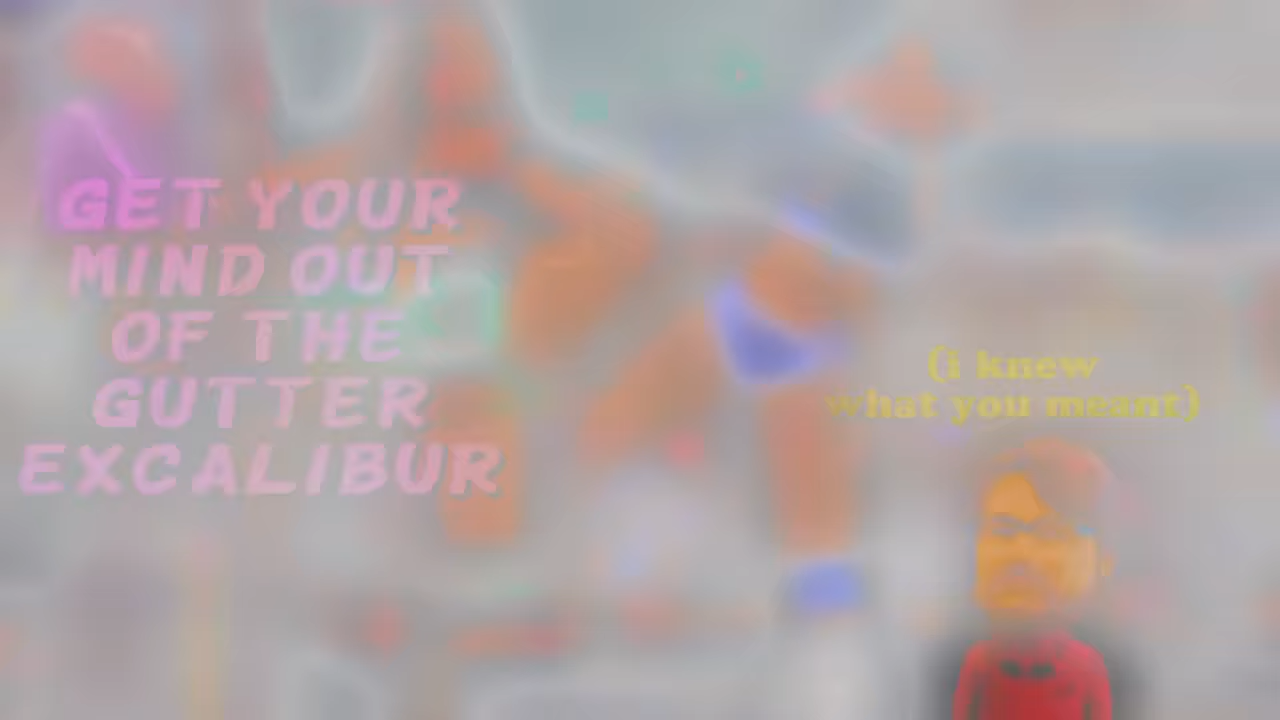 GET YOUR
MIND OUT
OF THE
GUTTER
EXCALIBUR
(i knew
what you meant)